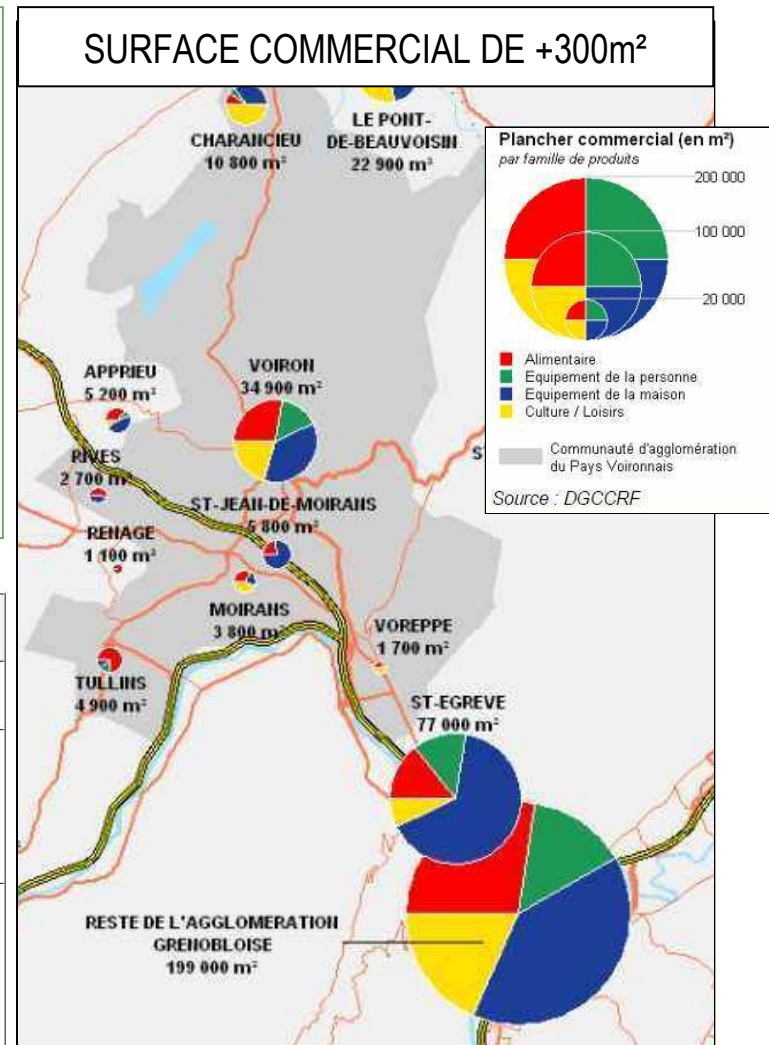 SURFACE COMMERCIAL DE +300m²
CHARANCIEU
10 800 m²
LE PONT-
DE-BEAUVOISIN
22 900 m²
Plancher commercial (en m²)
par famille de produits
200 000
100 000
20 000
Alimentaire
Equipement de la personne
Equipement de la maison
Culture / Loisirs
Communauté d'agglomération
du Pays Voironnais
Source : DGCCRF
APPRIEU
5 200 m²
VOIRON
34 900 m²
RIVES
2 700 m²
ST-JEAN-DE-MOIRANS
5 800 m²
RENAGE
1 100 m²
MOIRANS
3 800 m²
VOREPPE
1 700 m²
TULLINS
4 900 m²
ST-EGREVE
77 000 m²
RESTE DE L'AGGLOMERATION
GRENOBLOISE
199 000 m²